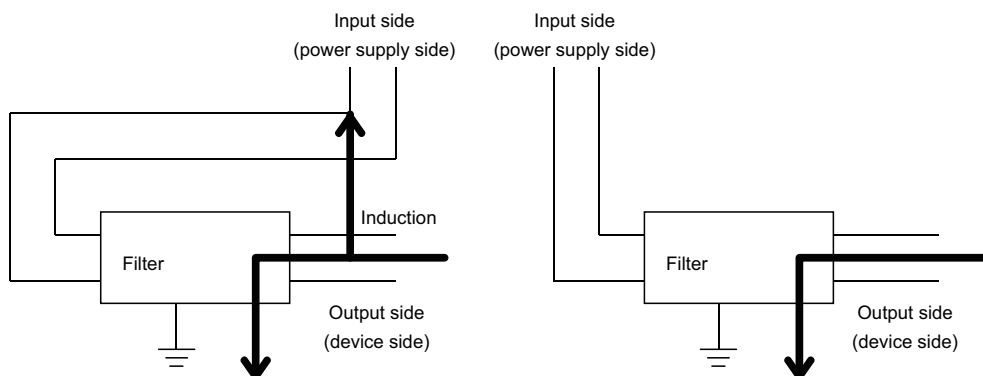 Input side
(power supply side)
Induction
Filter
Output side
(device side)
Input side
(power supply side)
Filter
Output side
(device side)